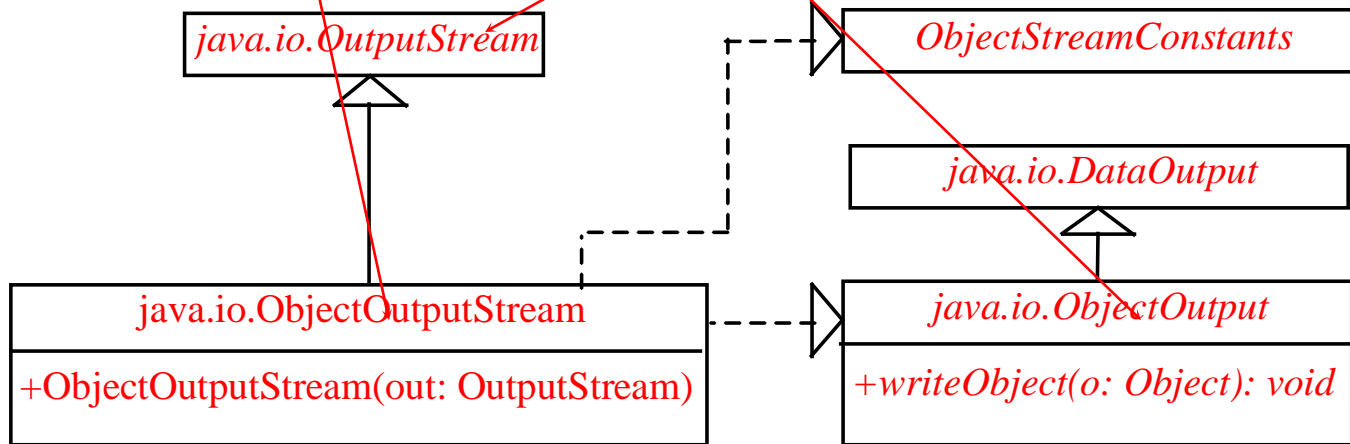 java.io.OutputStream
ObjectStreamConstants
java.io.DataOutput
java.io.ObjectOutputStream
+ObjectOutputStream(out: OutputStream)
java.io.ObjectOutput
+writeObject(o: Object): void